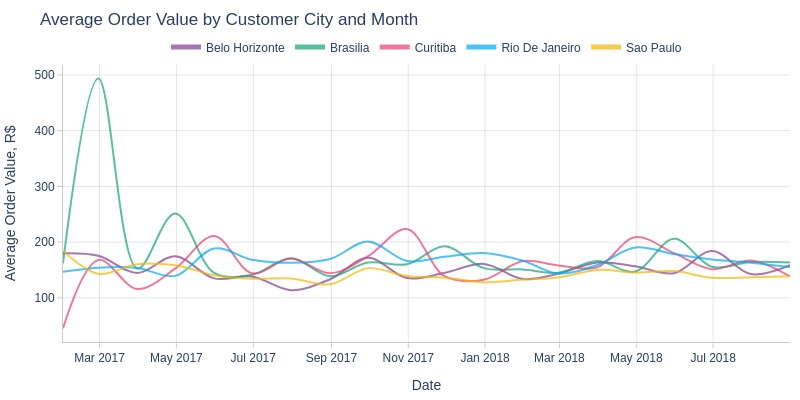 Average Order Value by Customer City and Month
Belo Horizonte Brasilia Curitiba Rio De Janeiro Sao Paulo
500
400
300
200
100
Average Order Value, R$
Mar 2017 May 2017 Jul 2017 Sep 2017 Nov 2017 Jan 2018 Mar 2018 May 2018 Jul 2018
Date